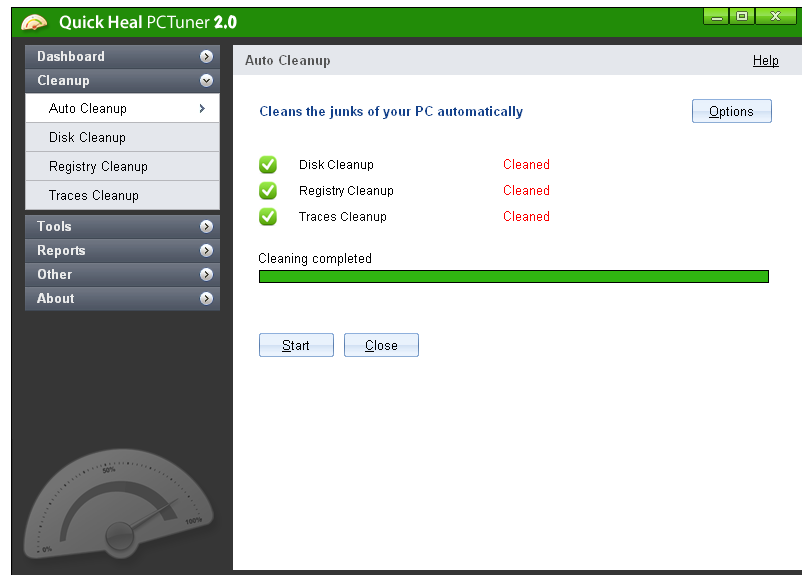 Quick Heal PCTuner 2.0
Dashboard
Cleanup
Auto Cleanup
Disk Cleanup
Registry Cleanup
Traces Cleanup
Tools
Reports
Other
About
0%
50%
100%
Auto Cleanup
Help
Cleans the junks of your PC automatically
Options
Disk Cleanup Cleaned
Registry Cleanup Cleaned
Traces Cleanup Cleaned
Cleaning completed
Start
Close